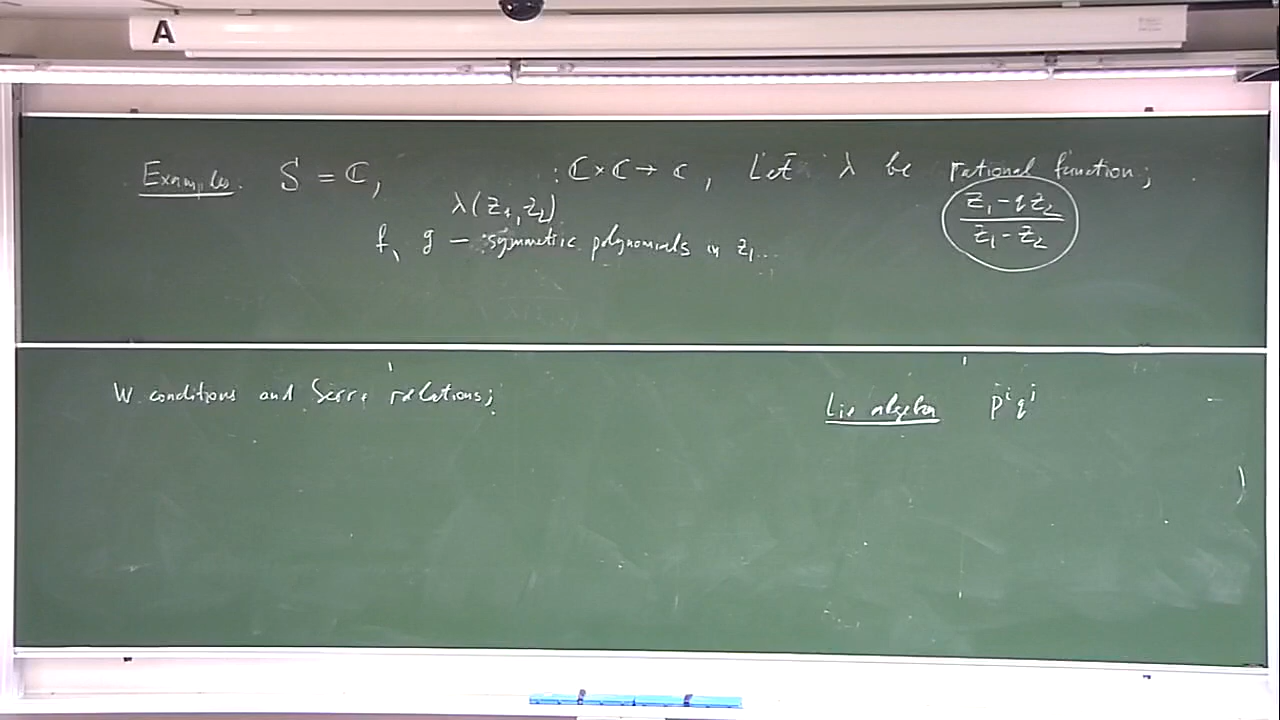 A
Examples. S = ℂ, : ℂ×ℂ → ℂ, Let λ be rational function;
λ(z₁, z₂)
(z₁ - q z₂) / (z₁ - z₂)
f, g — symmetric polynomials in z₁...
W. conditions and Serre relations;
Lie algebra pⁱqʲ
)